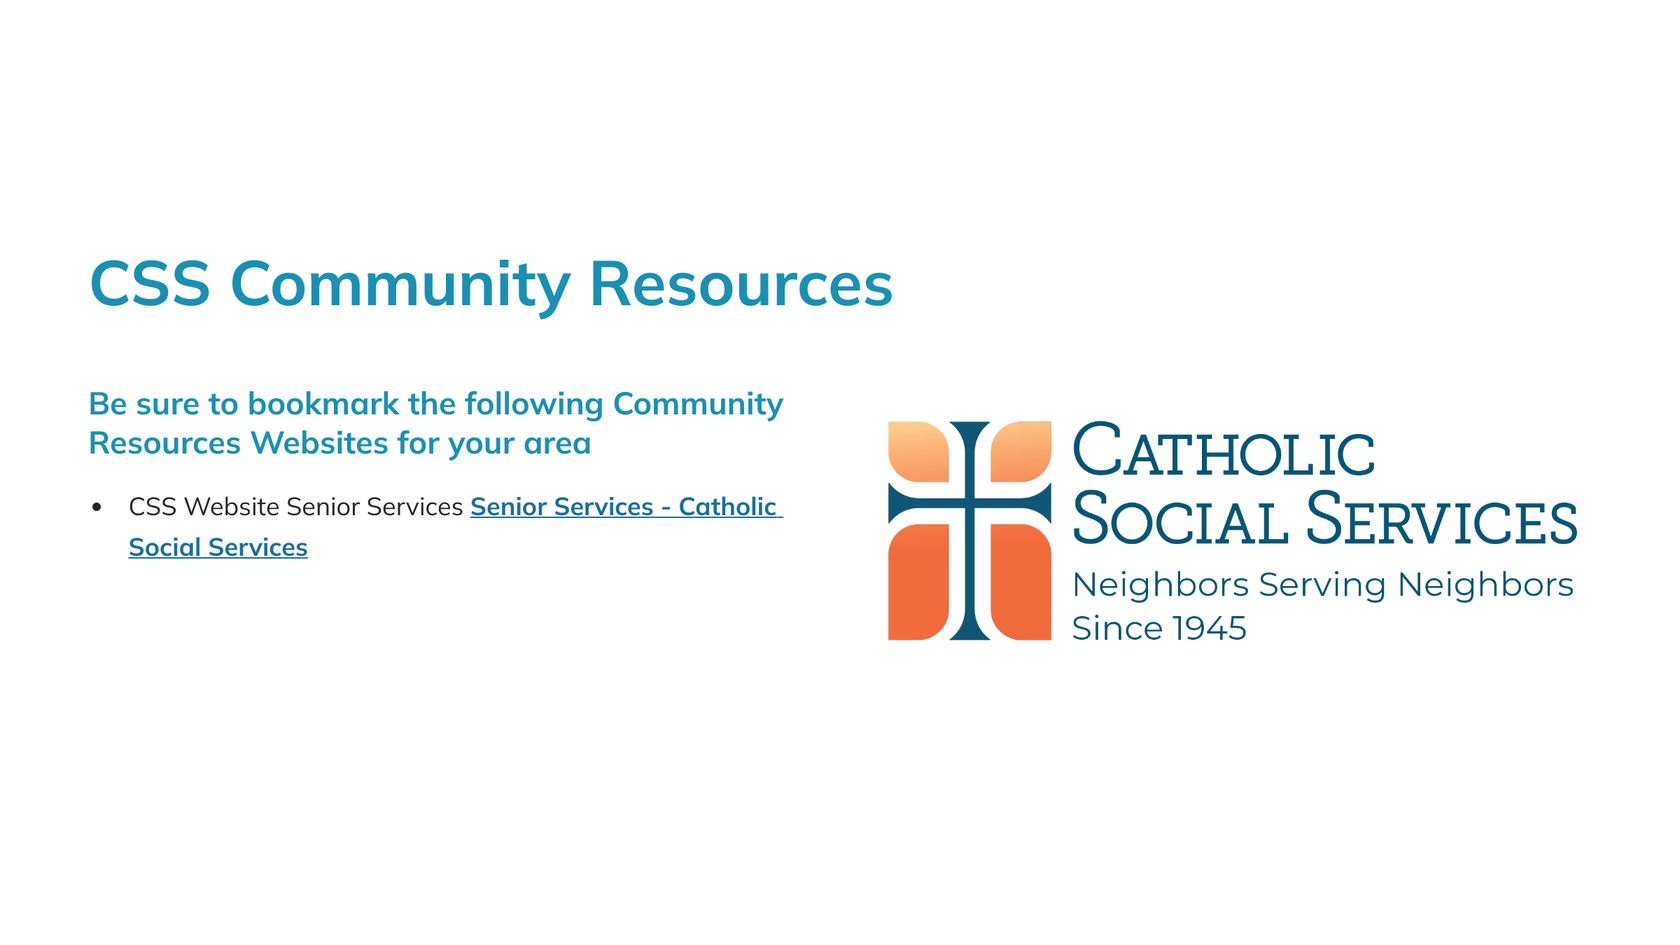 CSS Community Resources
Be sure to bookmark the following Community
Resources Websites for your area
• CSS Website Senior Services Senior Services - Catholic
Social Services
CATHOLIC
SOCIAL SERVICES
Neighbors Serving Neighbors
Since 1945